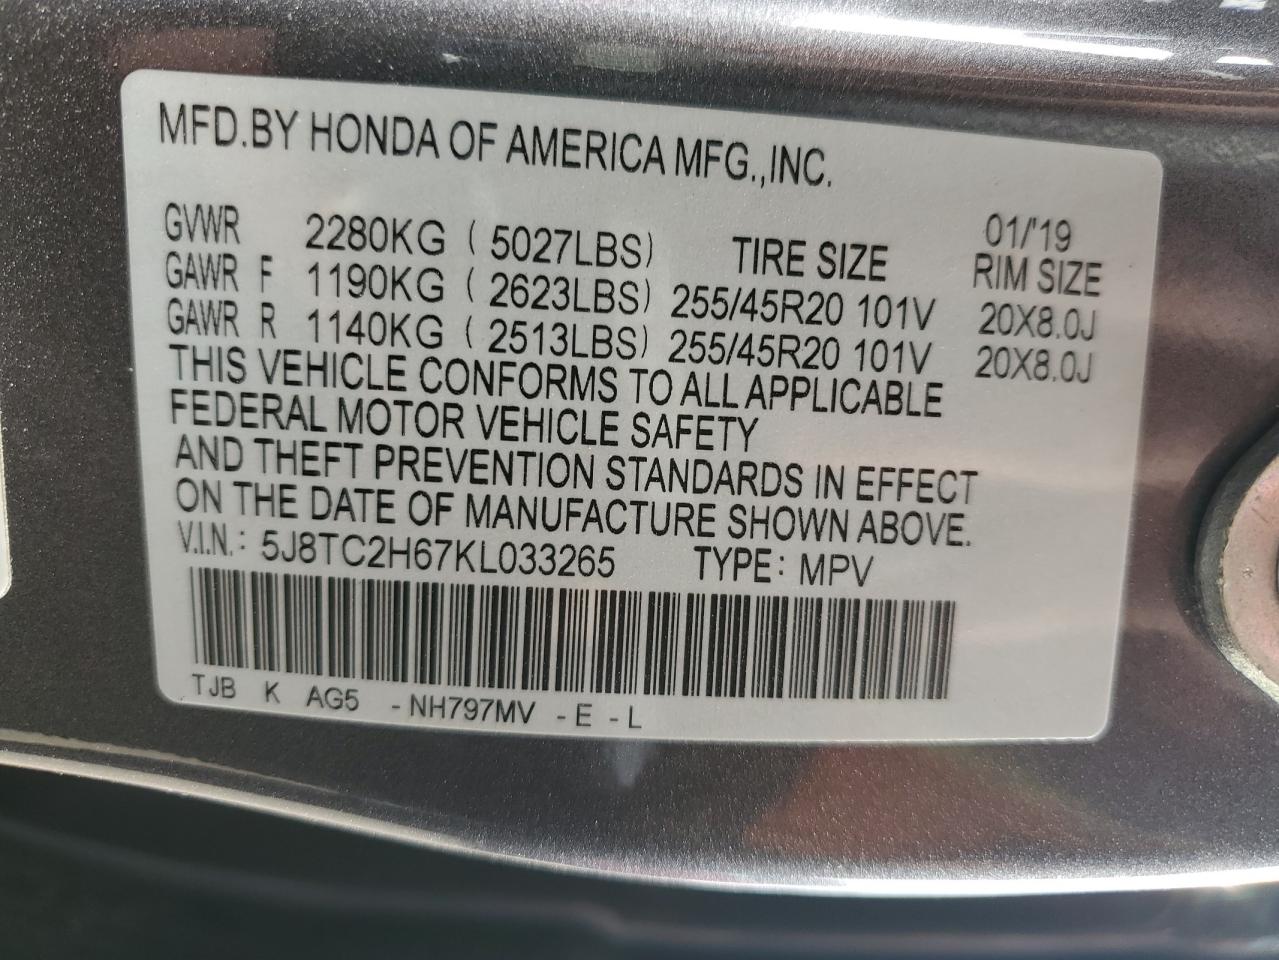 MFD.BY HONDA OF AMERICA MFG.,INC.
GVWR 2280KG ( 5027LBS) TIRE SIZE 01/'19 RIM SIZE
GAWR F 1190KG ( 2623LBS) 255/45R20 101V 20X8.0J
GAWR R 1140KG ( 2513LBS) 255/45R20 101V 20X8.0J
THIS VEHICLE CONFORMS TO ALL APPLICABLE
FEDERAL MOTOR VEHICLE SAFETY
AND THEFT PREVENTION STANDARDS IN EFFECT
ON THE DATE OF MANUFACTURE SHOWN ABOVE.
V.I.N.: 5J8TC2H67KL033265 TYPE: MPV
TJB K AG5 -NH797MV -E -L